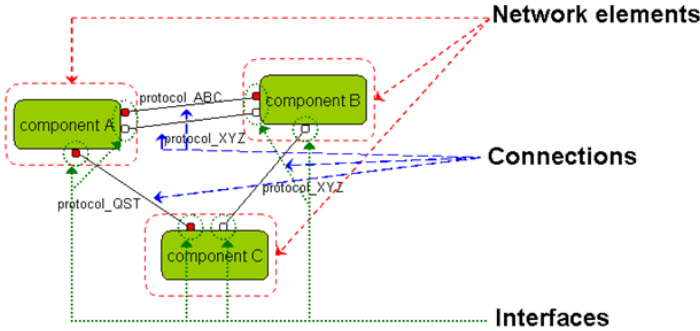 Network elements
protocol_ABC
component B
component A
protocol_XYZ
Connections
protocol_XYZ
protocol_QST
component C
Interfaces